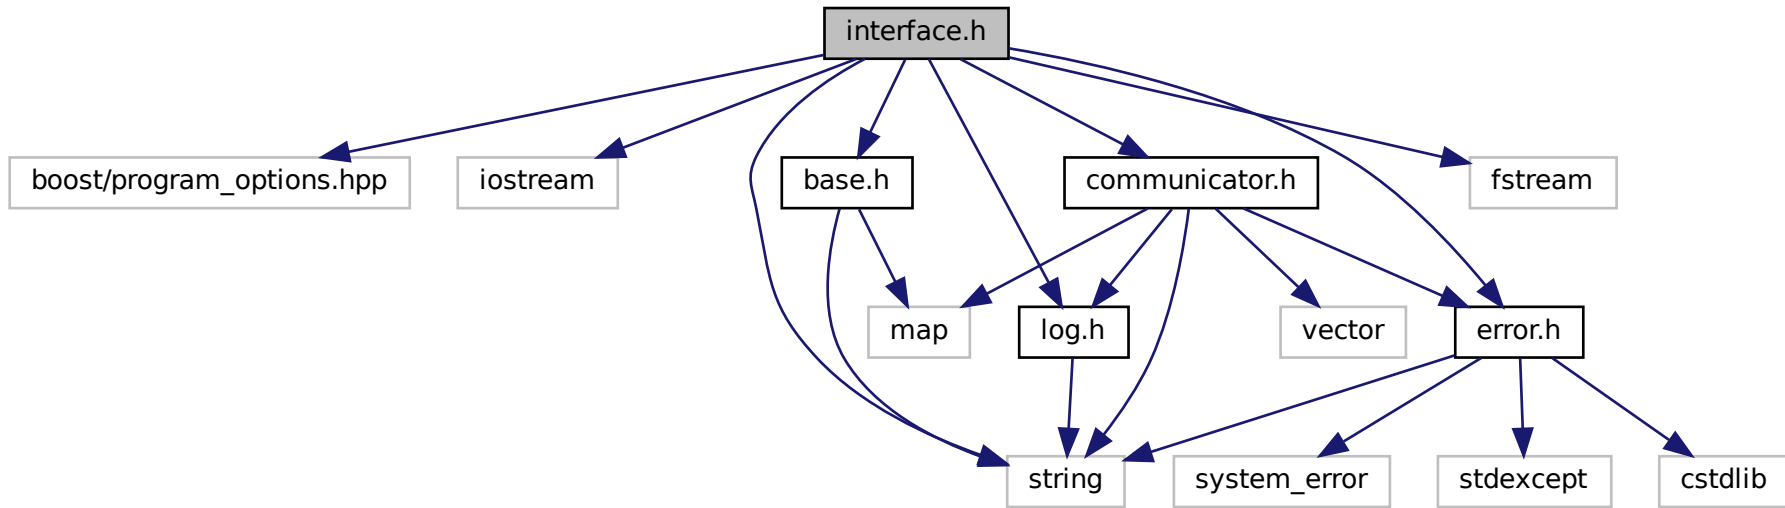 interface.h
boost/program_options.hpp
iostream
base.h
communicator.h
fstream
map
log.h
vector
error.h
string
system_error
stdexcept
cstdlib